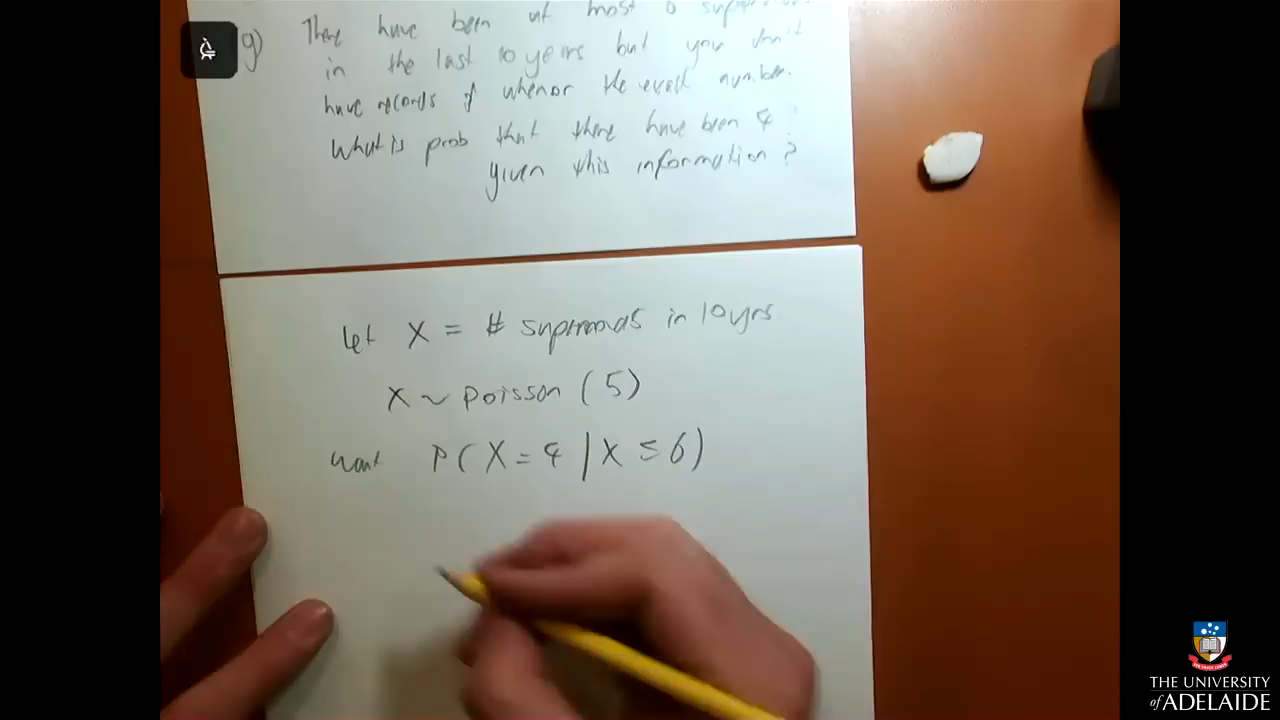 g) There have been at most 6
in the last 10 years but you don't
have records of when or the exact number.
What is prob that there have been 4
given this information?
Let X = # supernovas in 10 yrs.
X ~ Poisson (5)
want P( X = 4 | X ≤ 6)
THE UNIVERSITY
of ADELAIDE